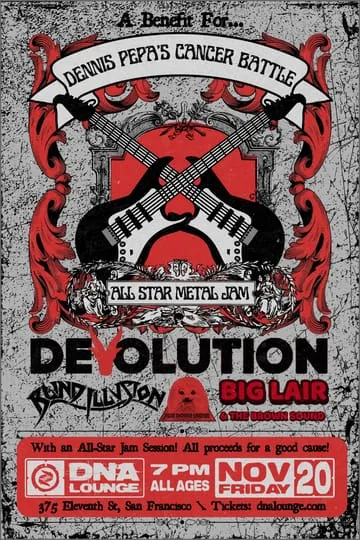 A Benefit For...
DENNIS PEPA'S CANCER BATTLE
ALL STAR METAL JAM
DEVOLUTION
BLIND ILLUSION
BIG LAIR
& THE BROWN SOUND
With an All-Star Jam Session! All proceeds for a good cause!
DNA LOUNGE
7 PM
ALL AGES
NOV
FRIDAY
20
375 Eleventh St, San Francisco \ Tickets: dnalounge.com